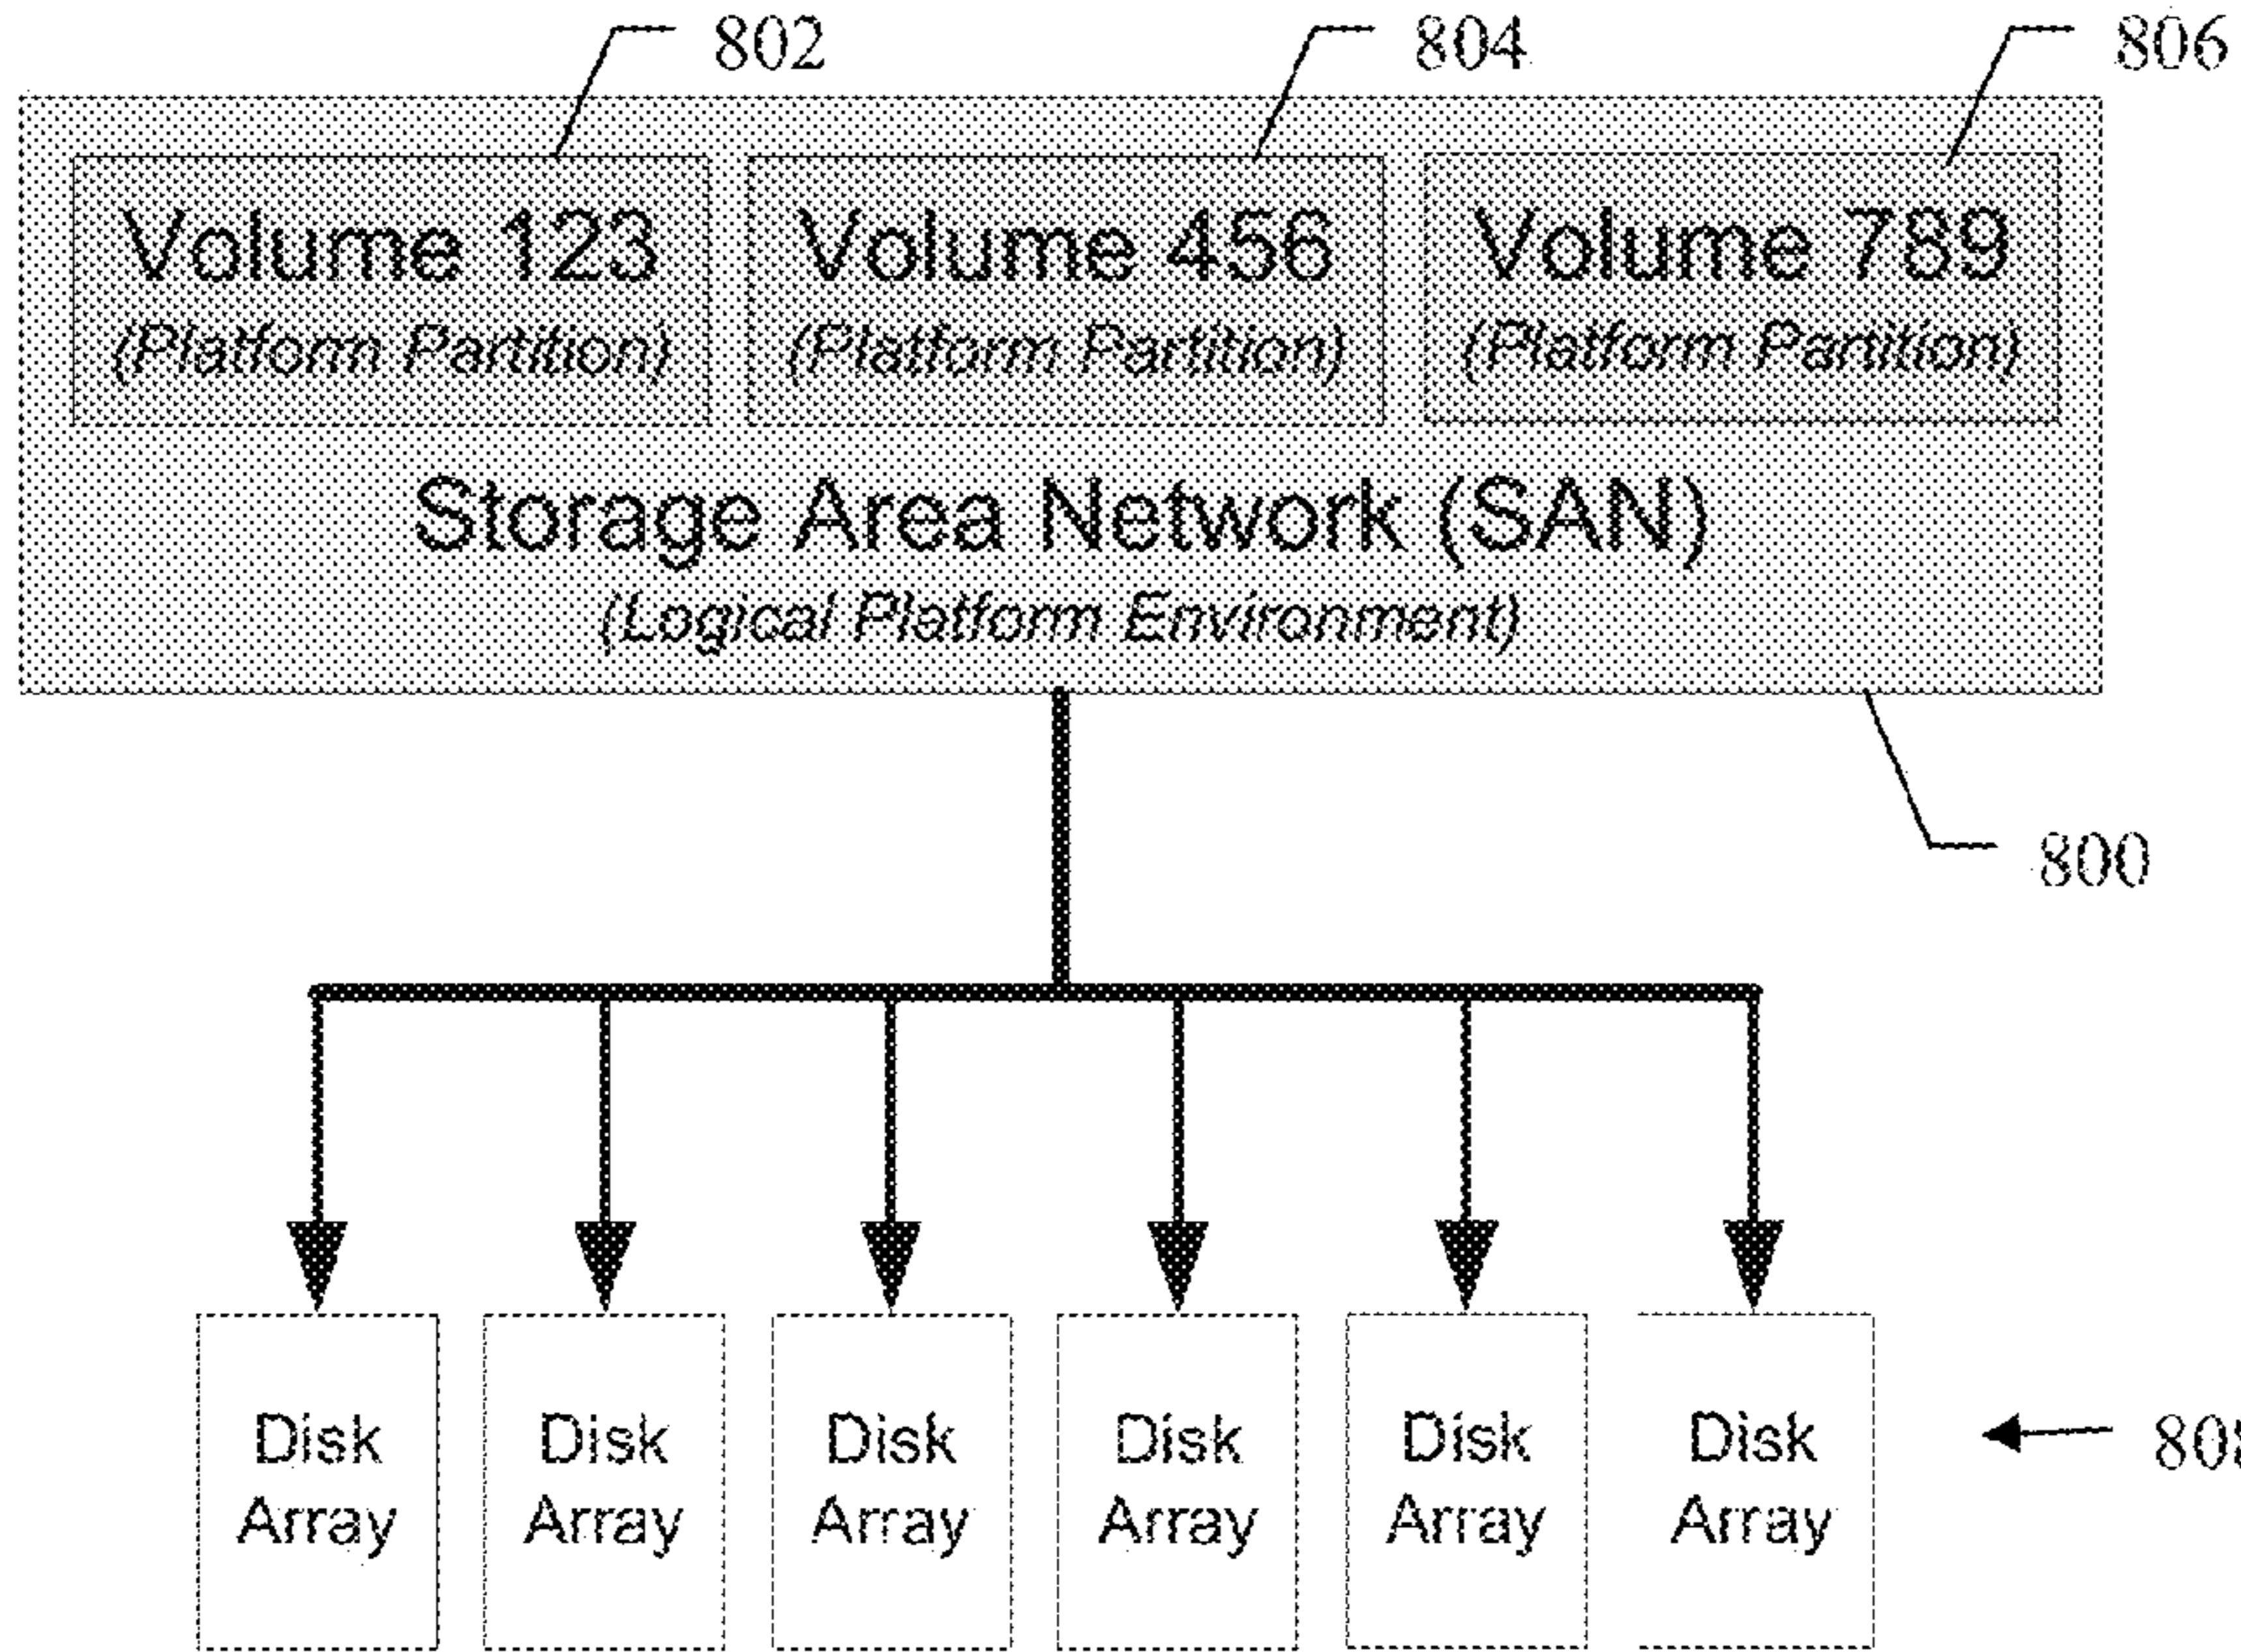 802 804 806
Volume 123 Volume 456 Volume 789
(Platform Partition) (Platform Partition) (Platform Partition)
Storage Area Network (SAN)
(Logical Platform Environment)
800
Disk Disk Disk Disk Disk Disk
Array Array Array Array Array Array
808